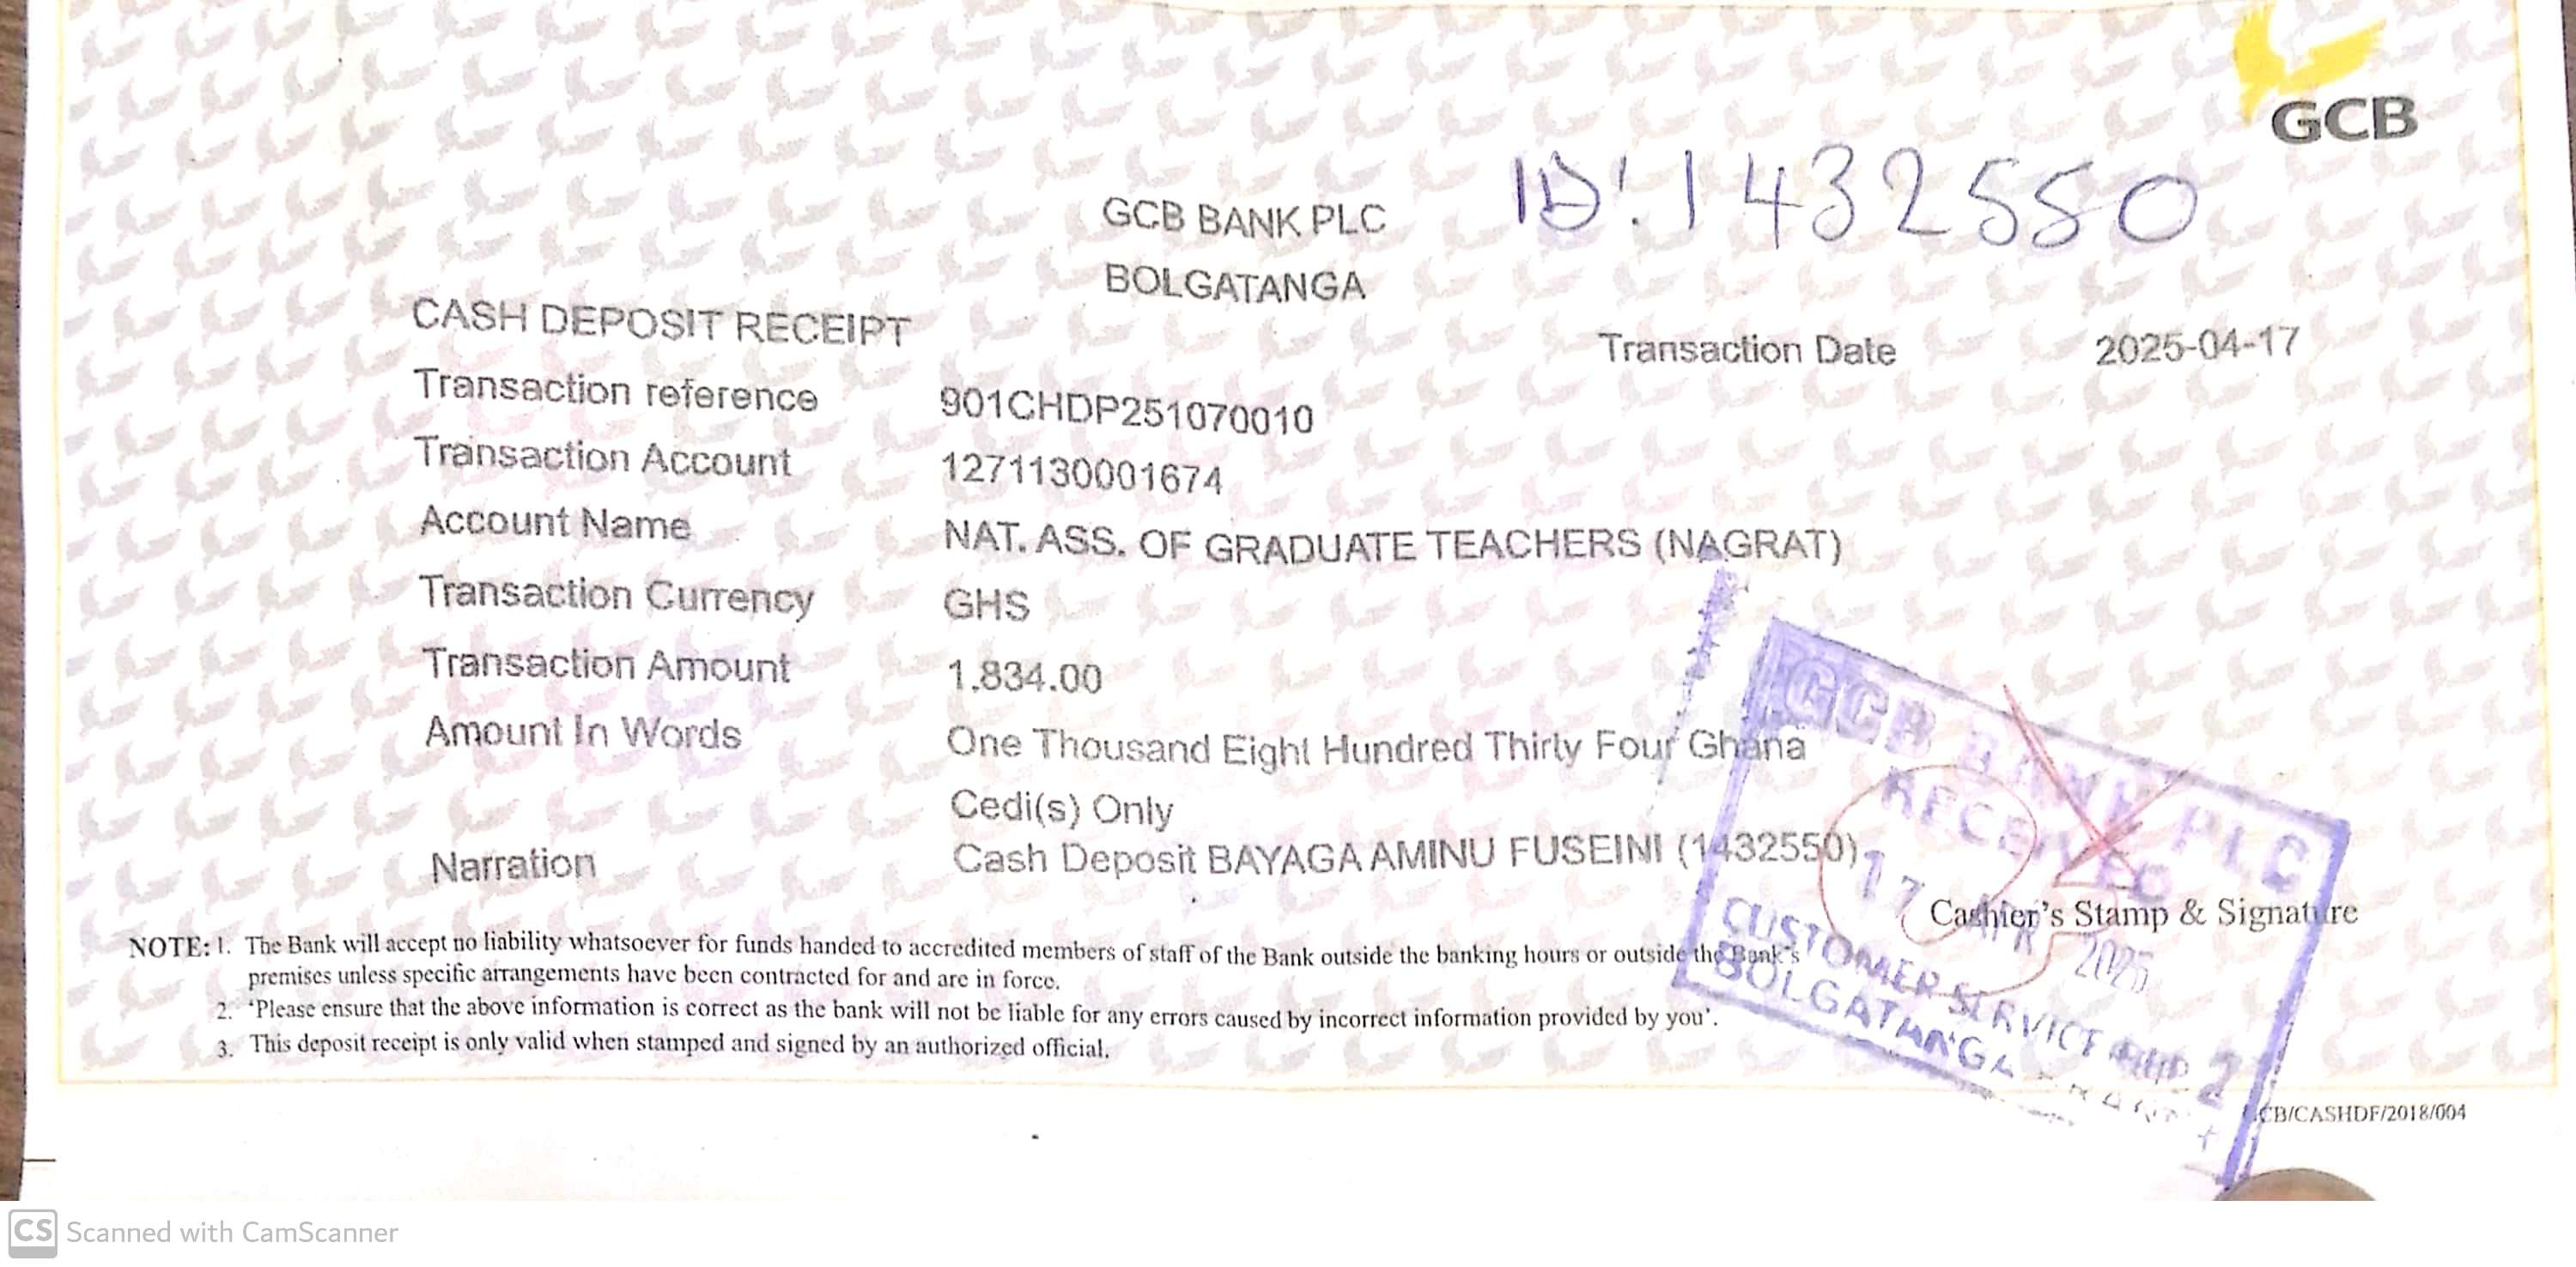 GCB
ID: 1432550
GCB BANK PLC
BOLGATANGA
CASH DEPOSIT RECEIPT
Transaction Date 2025-04-17
Transaction reference 901CHDP251070010
Transaction Account 1271130001674
Account Name NAT. ASS. OF GRADUATE TEACHERS (NAGRAT)
Transaction Currency GHS
Transaction Amount 1,834.00
Amount In Words One Thousand Eight Hundred Thirty Four Ghana
Cedi(s) Only
Narration Cash Deposit BAYAGA AMINU FUSEINI (1432550)
GCB BANK PLC
RECEIVED
17 APR 2025
CUSTOMER SERVICE
BOLGATANGA
Cashier's Stamp & Signature
NOTE: 1. The Bank will accept no liability whatsoever for funds handed to accredited members of staff of the Bank outside the banking hours or outside the Bank's
premises unless specific arrangements have been contracted for and are in force.
2. 'Please ensure that the above information is correct as the bank will not be liable for any errors caused by incorrect information provided by you'.
3. This deposit receipt is only valid when stamped and signed by an authorized official.
GCB/CASHDF/2018/004
CS Scanned with CamScanner